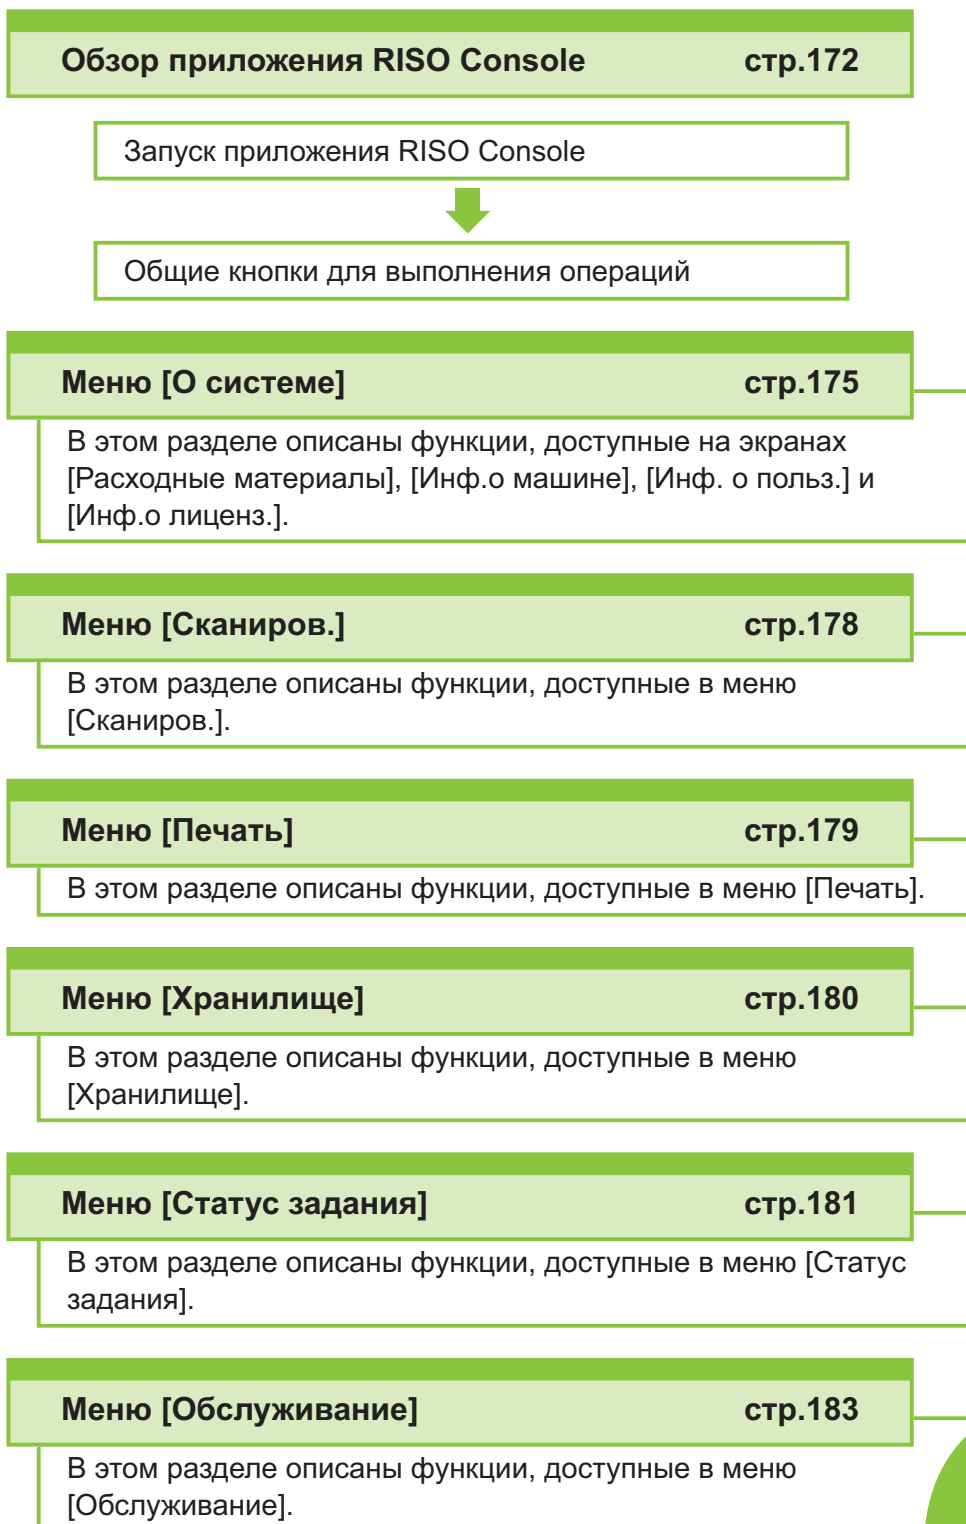 Обзор приложения RISO Console стр.172
Запуск приложения RISO Console
Общие кнопки для выполнения операций
Меню [О системе] стр.175
В этом разделе описаны функции, доступные на экранах
[Расходные материалы], [Инф.о машине], [Инф. о польз.] и
[Инф.о лиценз.].
Меню [Сканиров.] стр.178
В этом разделе описаны функции, доступные в меню
[Сканиров.].
Меню [Печать] стр.179
В этом разделе описаны функции, доступные в меню [Печать].
Меню [Хранилище] стр.180
В этом разделе описаны функции, доступные в меню
[Хранилище].
Меню [Статус задания] стр.181
В этом разделе описаны функции, доступные в меню [Статус
задания].
Меню [Обслуживание] стр.183
В этом разделе описаны функции, доступные в меню
[Обслуживание].